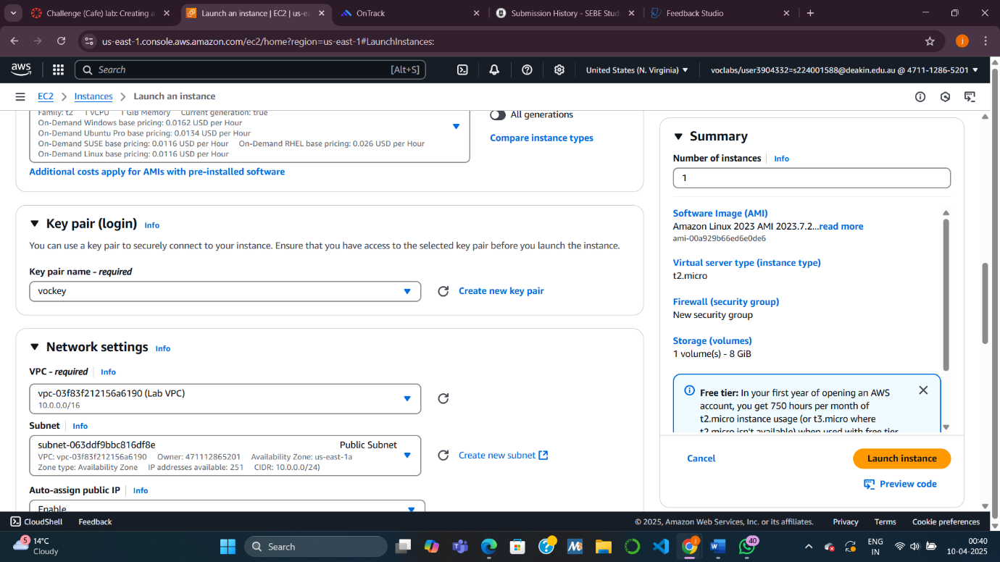 Challenge (Cafe) lab: Creating a
Launch an instance | EC2 | us-ea
OnTrack
Submission History - SEBE Stud
Feedback Studio
us-east-1.console.aws.amazon.com/ec2/home?region=us-east-1#LaunchInstances:
j
aws
Search
[Alt+S]
United States (N. Virginia)
voclabs/user3904332=s224001588@deakin.edu.au @ 4711-1286-5201
EC2
Instances
Launch an instance
Family: t2 1 vCPU 1 GiB Memory Current generation: true
On-Demand Windows base pricing: 0.0162 USD per Hour
On-Demand Ubuntu Pro base pricing: 0.0134 USD per Hour
On-Demand SUSE base pricing: 0.0116 USD per Hour On-Demand RHEL base pricing: 0.026 USD per Hour
On-Demand Linux base pricing: 0.0116 USD per Hour
All generations
Compare instance types
Additional costs apply for AMIs with pre-installed software
Key pair (login) Info
You can use a key pair to securely connect to your instance. Ensure that you have access to the selected key pair before you launch the instance.
Key pair name - required
vockey
Create new key pair
Network settings Info
VPC - required Info
vpc-03f83f212156a6190 (Lab VPC)
10.0.0.0/16
Subnet Info
subnet-063ddf9bbc816df8e Public Subnet
VPC: vpc-03f83f212156a6190 Owner: 471112865201 Availability Zone: us-east-1a
Zone type: Availability Zone IP addresses available: 251 CIDR: 10.0.0.0/24)
Create new subnet
Auto-assign public IP Info
Enable
Summary
Number of instances Info
1
Software Image (AMI)
Amazon Linux 2023 AMI 2023.7.2...read more
ami-00a929b66ed6e0de6
Virtual server type (instance type)
t2.micro
Firewall (security group)
New security group
Storage (volumes)
1 volume(s) - 8 GiB
Free tier: In your first year of opening an AWS
account, you get 750 hours per month of
t2.micro instance usage (or t3.micro where
t2.micro isn't available) when used with free tier
Cancel
Launch instance
Preview code
CloudShell
Feedback
© 2025, Amazon Web Services, Inc. or its affiliates.
Privacy
Terms
Cookie preferences
5
14°C
Cloudy
Search
40
ENG
IN
00:40
10-04-2025